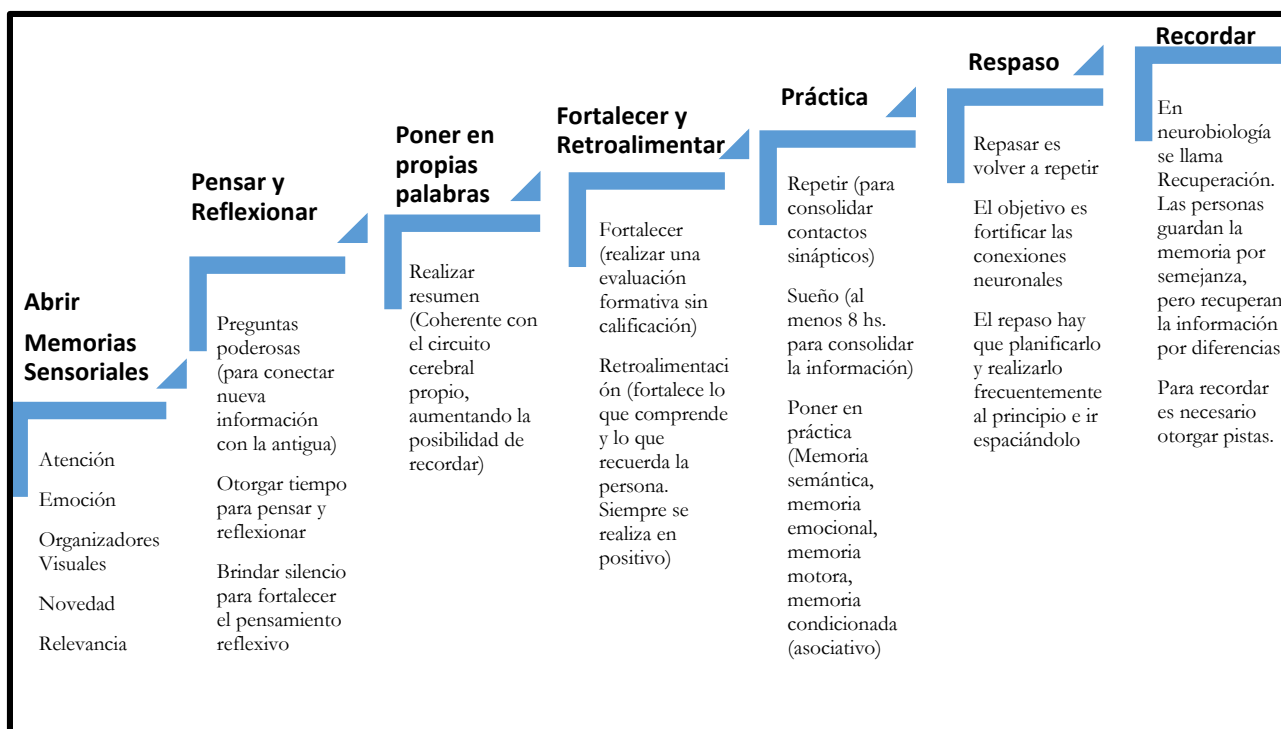 Abrir
Memorias
Sensoriales
Atención
Emoción
Organizadores
Visuales
Novedad
Relevancia
Pensar y
Reflexionar
Preguntas
poderosas
(para conectar
nueva
información
con la antigua)
Otorgar tiempo
para pensar y
reflexionar
Brindar silencio
para fortalecer
el pensamiento
reflexivo
Poner en
propias
palabras
Realizar
resumen
(Coherente con
el circuito
cerebral
propio,
aumentando la
posibilidad de
recordar)
Fortalecer y
Retroalimentar
Fortalecer
(realizar una
evaluación
formativa sin
calificación)
Retroalimentaci
ón (fortalece lo
que comprende
y lo que
recuerda la
persona.
Siempre se
realiza en
positivo)
Práctica
Repetir (para
consolidar
contactos
sinápticos)
Sueño (al
menos 8 hs.
para consolidar
la información)
Poner en
práctica
(Memoria
semántica,
memoria
emocional,
memoria
motora,
memoria
condicionada
(asociativo)
Respaso
Repasar es
volver a repetir
El objetivo es
fortificar las
conexiones
neuronales
El repaso hay
que planificarlo
y realizarlo
frecuentemente
al principio e ir
espaciándolo
Recordar
En
neurobiología
se llama
Recuperación.
Las personas
guardan la
memoria por
semejanza,
pero recuperan
la información
por diferencias
Para recordar
es necesario
otorgar pistas.